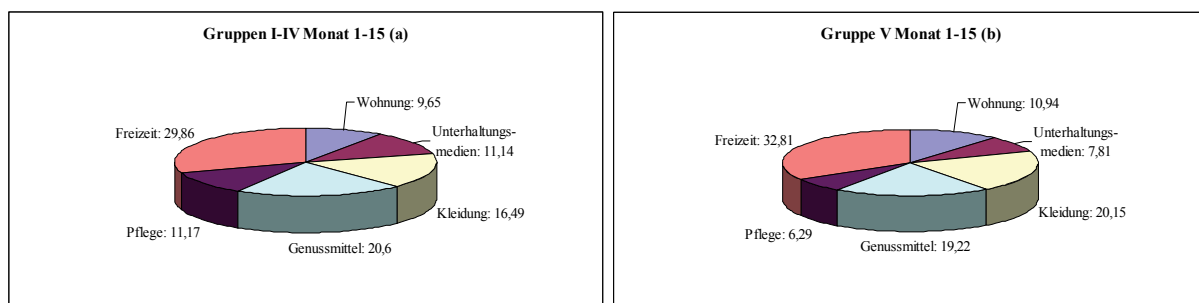 Gruppen I-IV Monat 1-15 (a)
Wohnung: 9,65
Freizeit: 29,86
Unterhaltungs-
medien: 11,14
Kleidung: 16,49
Pflege: 11,17
Genussmittel: 20,6
Gruppe V Monat 1-15 (b)
Wohnung: 10,94
Freizeit: 32,81
Unterhaltungs-
medien: 7,81
Kleidung: 20,15
Pflege: 6,29
Genussmittel: 19,22